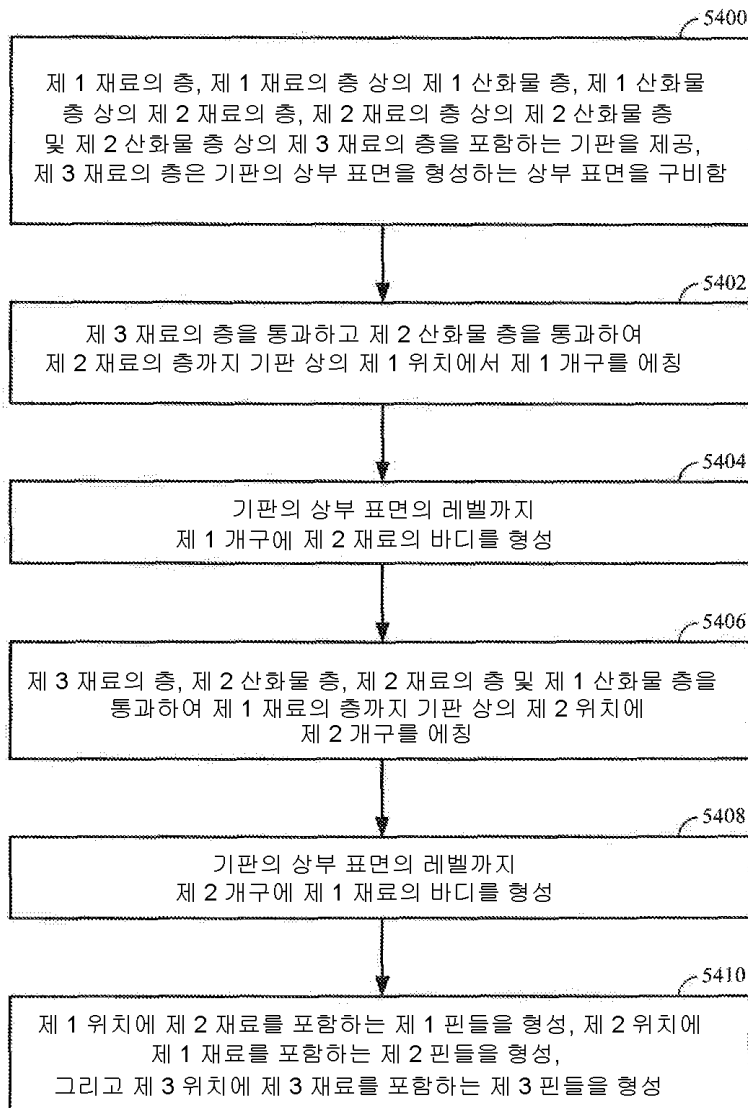 5400
제 1 재료의 층, 제 1 재료의 층 상의 제 1 산화물 층, 제 1 산화물
층 상의 제 2 재료의 층, 제 2 재료의 층 상의 제 2 산화물 층
및 제 2 산화물 층 상의 제 3 재료의 층을 포함하는 기판을 제공,
제 3 재료의 층은 기판의 상부 표면을 형성하는 상부 표면을 구비함
5402
제 3 재료의 층을 통과하고 제 2 산화물 층을 통과하여
제 2 재료의 층까지 기판 상의 제 1 위치에서 제 1 개구를 에칭
5404
기판의 상부 표면의 레벨까지
제 1 개구에 제 2 재료의 바디를 형성
5406
제 3 재료의 층, 제 2 산화물 층, 제 2 재료의 층 및 제 1 산화물 층을
통과하여 제 1 재료의 층까지 기판 상의 제 2 위치에
제 2 개구를 에칭
5408
기판의 상부 표면의 레벨까지
제 2 개구에 제 1 재료의 바디를 형성
5410
제 1 위치에 제 2 재료를 포함하는 제 1 핀들을 형성, 제 2 위치에
제 1 재료를 포함하는 제 2 핀들을 형성,
그리고 제 3 위치에 제 3 재료를 포함하는 제 3 핀들을 형성